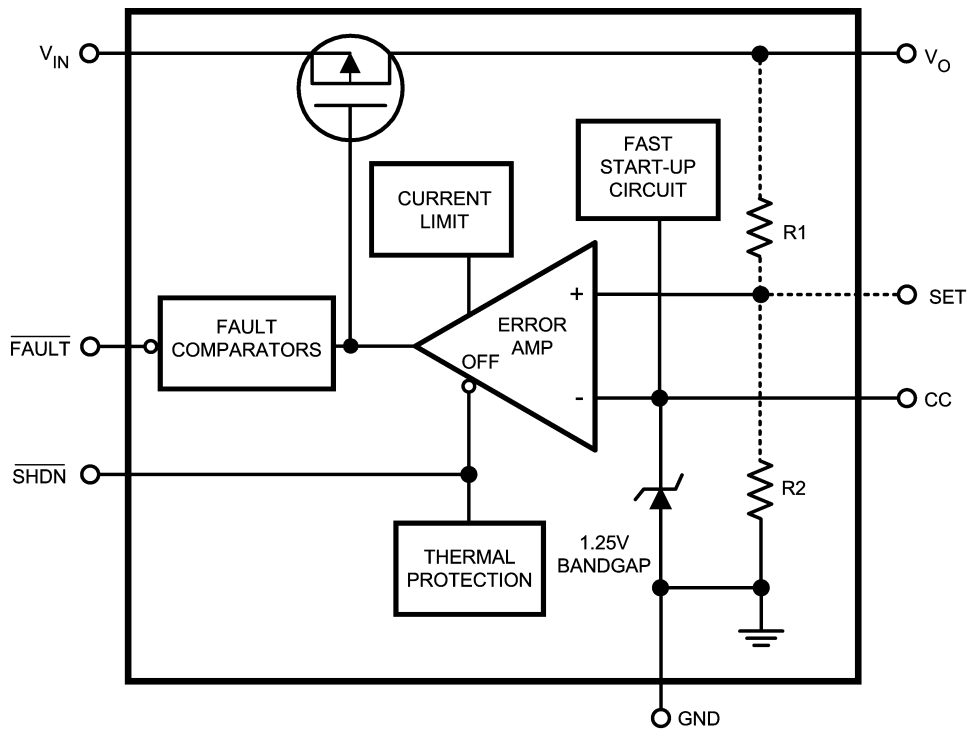 VIN
VO
FAST
START-UP
CIRCUIT
CURRENT
LIMIT
R1
+
SET
ERROR
AMP
FAULT
COMPARATORS
FAULT
OFF
-
CC
SHDN
R2
THERMAL
PROTECTION
1.25V
BANDGAP
GND